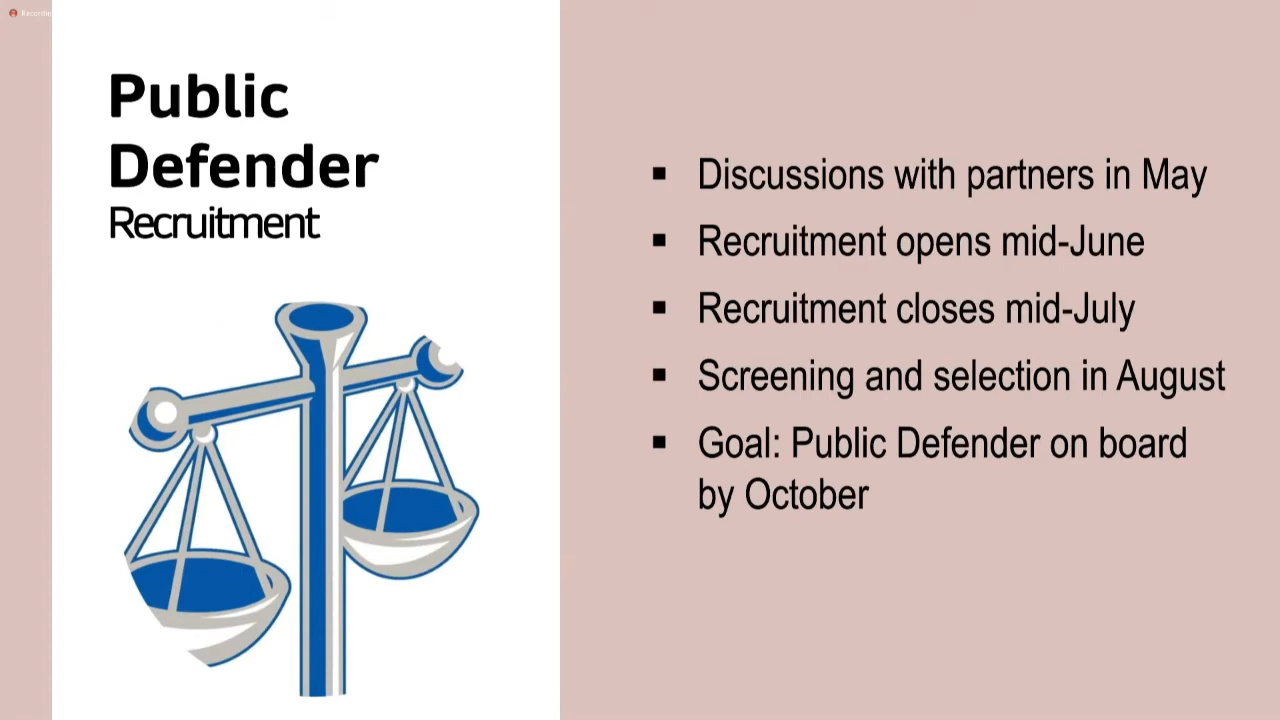 Recordin
Public
Defender
Recruitment
▪ Discussions with partners in May
▪ Recruitment opens mid-June
▪ Recruitment closes mid-July
▪ Screening and selection in August
▪ Goal: Public Defender on board
by October